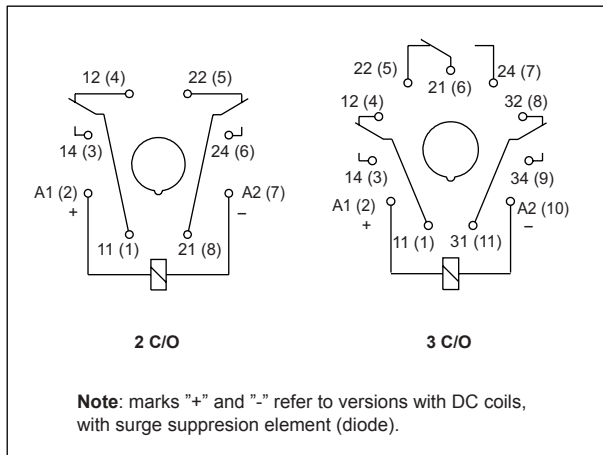 12 (4)
22 (5)
14 (3)
24 (6)
A1 (2)
A2 (7)
+
–
11 (1)
21 (8)
2 C/O
22 (5)
21 (6)
24 (7)
12 (4)
32 (8)
14 (3)
34 (9)
A1 (2)
A2 (10)
+
–
11 (1)
31 (11)
3 C/O
Note: marks "+" and "-" refer to versions with DC coils,
with surge suppresion element (diode).